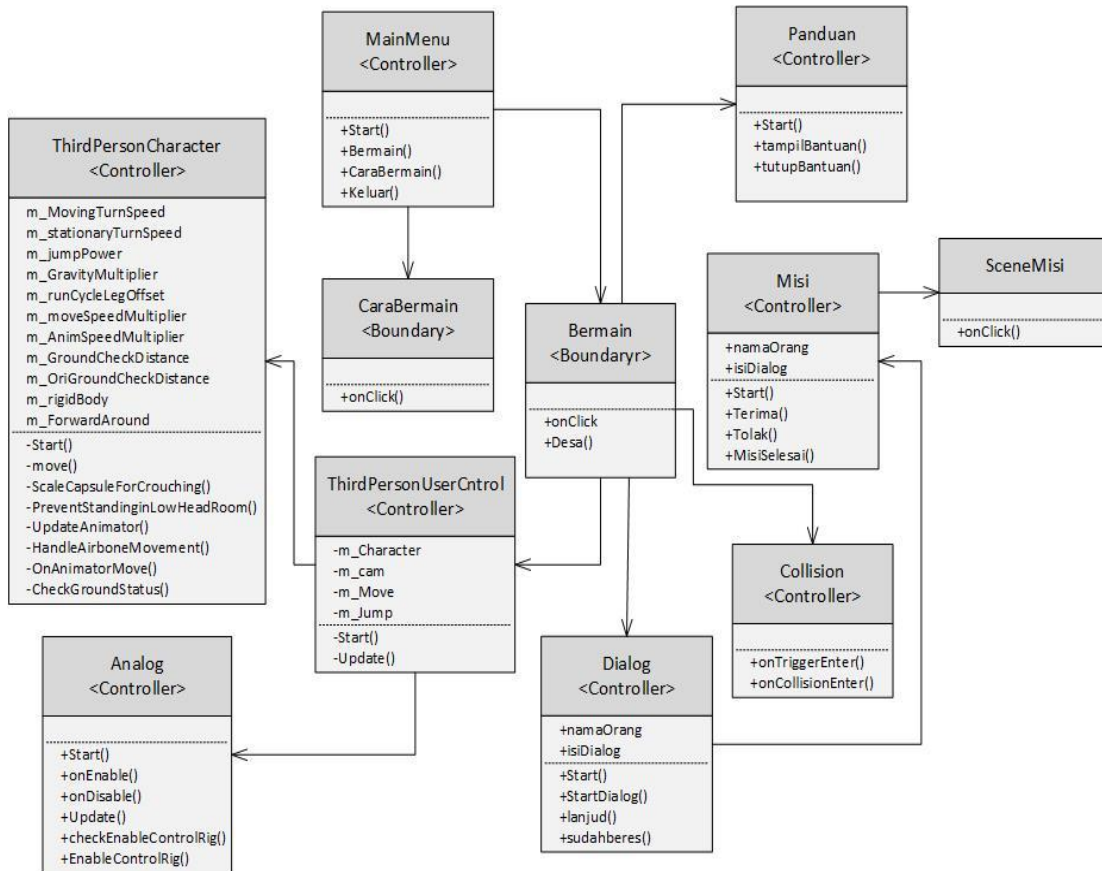 MainMenu
<Controller>
+Start()
+Bermain()
+CaraBermain()
+Keluar()
Panduan
<Controller>
+Start()
+tampilBantuan()
+tutupBantuan()
ThirdPersonCharacter
<Controller>
m_MovingTurnSpeed
m_stationaryTurnSpeed
m_jumpPower
m_GravityMultiplier
m_runCycleLegOffset
m_moveSpeedMultiplier
m_AnimSpeedMultiplier
m_GroundCheckDistance
m_OriGroundCheckDistance
m_rigidBody
m_ForwardAround
-Start()
-move()
-ScaleCapsuleForCrouching()
-PreventStandinginLowHeadRoom()
-UpdateAnimator()
-HandleAirboneMovement()
-OnAnimatorMove()
-CheckGroundStatus()
CaraBermain
<Boundary>
+onClick()
Bermain
<Boundaryr>
+onClick
+Desa()
Misi
<Controller>
+namaOrang
+isiDialog
+Start()
+Terima()
+Tolak()
+MisiSelesai()
SceneMisi
+onClick()
ThirdPersonUserCntrol
<Controller>
-m_Character
-m_cam
-m_Move
-m_Jump
-Start()
-Update()
Collision
<Controller>
+onTriggerEnter()
+onCollisionEnter()
Analog
<Controller>
+Start()
+onEnable()
+onDisable()
+Update()
+checkEnableControlRig()
+EnableControlRig()
Dialog
<Controller>
+namaOrang
+isiDialog
+Start()
+StartDialog()
+lanjud()
+sudahberes()